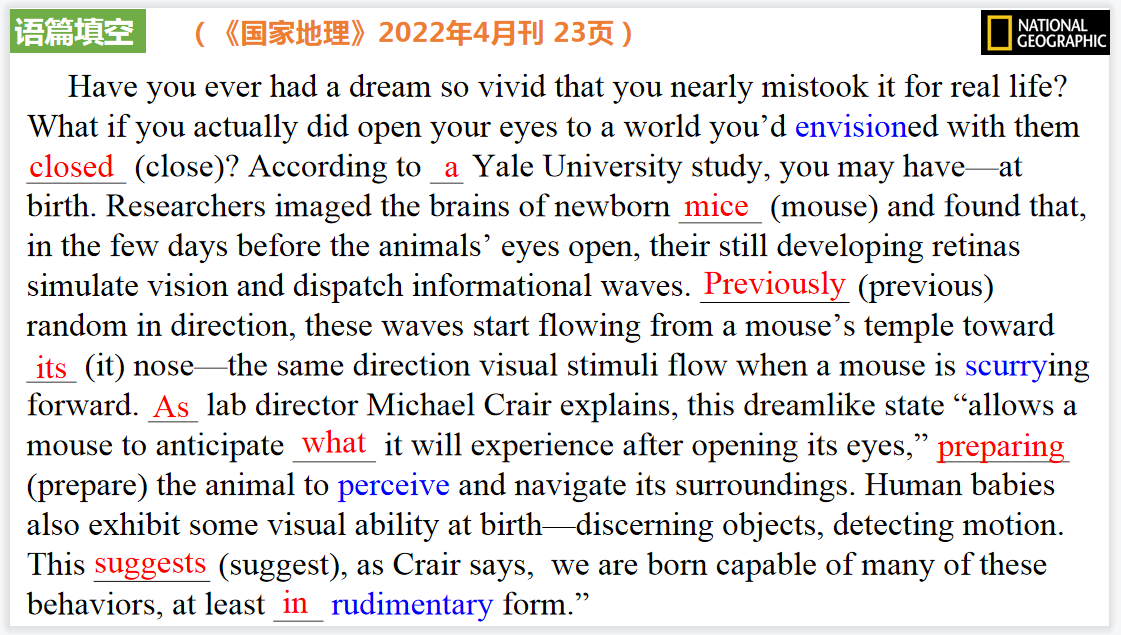 语篇填空
（《国家地理》2022年4月刊 23页）
NATIONAL
GEOGRAPHIC
Have you ever had a dream so vivid that you nearly mistook it for real life?
What if you actually did open your eyes to a world you’d envisioned with them
closed (close)? According to a Yale University study, you may have—at
birth. Researchers imaged the brains of newborn mice (mouse) and found that,
in the few days before the animals’ eyes open, their still developing retinas
simulate vision and dispatch informational waves. Previously (previous)
random in direction, these waves start flowing from a mouse’s temple toward
its (it) nose—the same direction visual stimuli flow when a mouse is scurrying
forward. As lab director Michael Crair explains, this dreamlike state “allows a
mouse to anticipate what it will experience after opening its eyes,” preparing
(prepare) the animal to perceive and navigate its surroundings. Human babies
also exhibit some visual ability at birth—discerning objects, detecting motion.
This suggests (suggest), as Crair says, we are born capable of many of these
behaviors, at least in rudimentary form.”